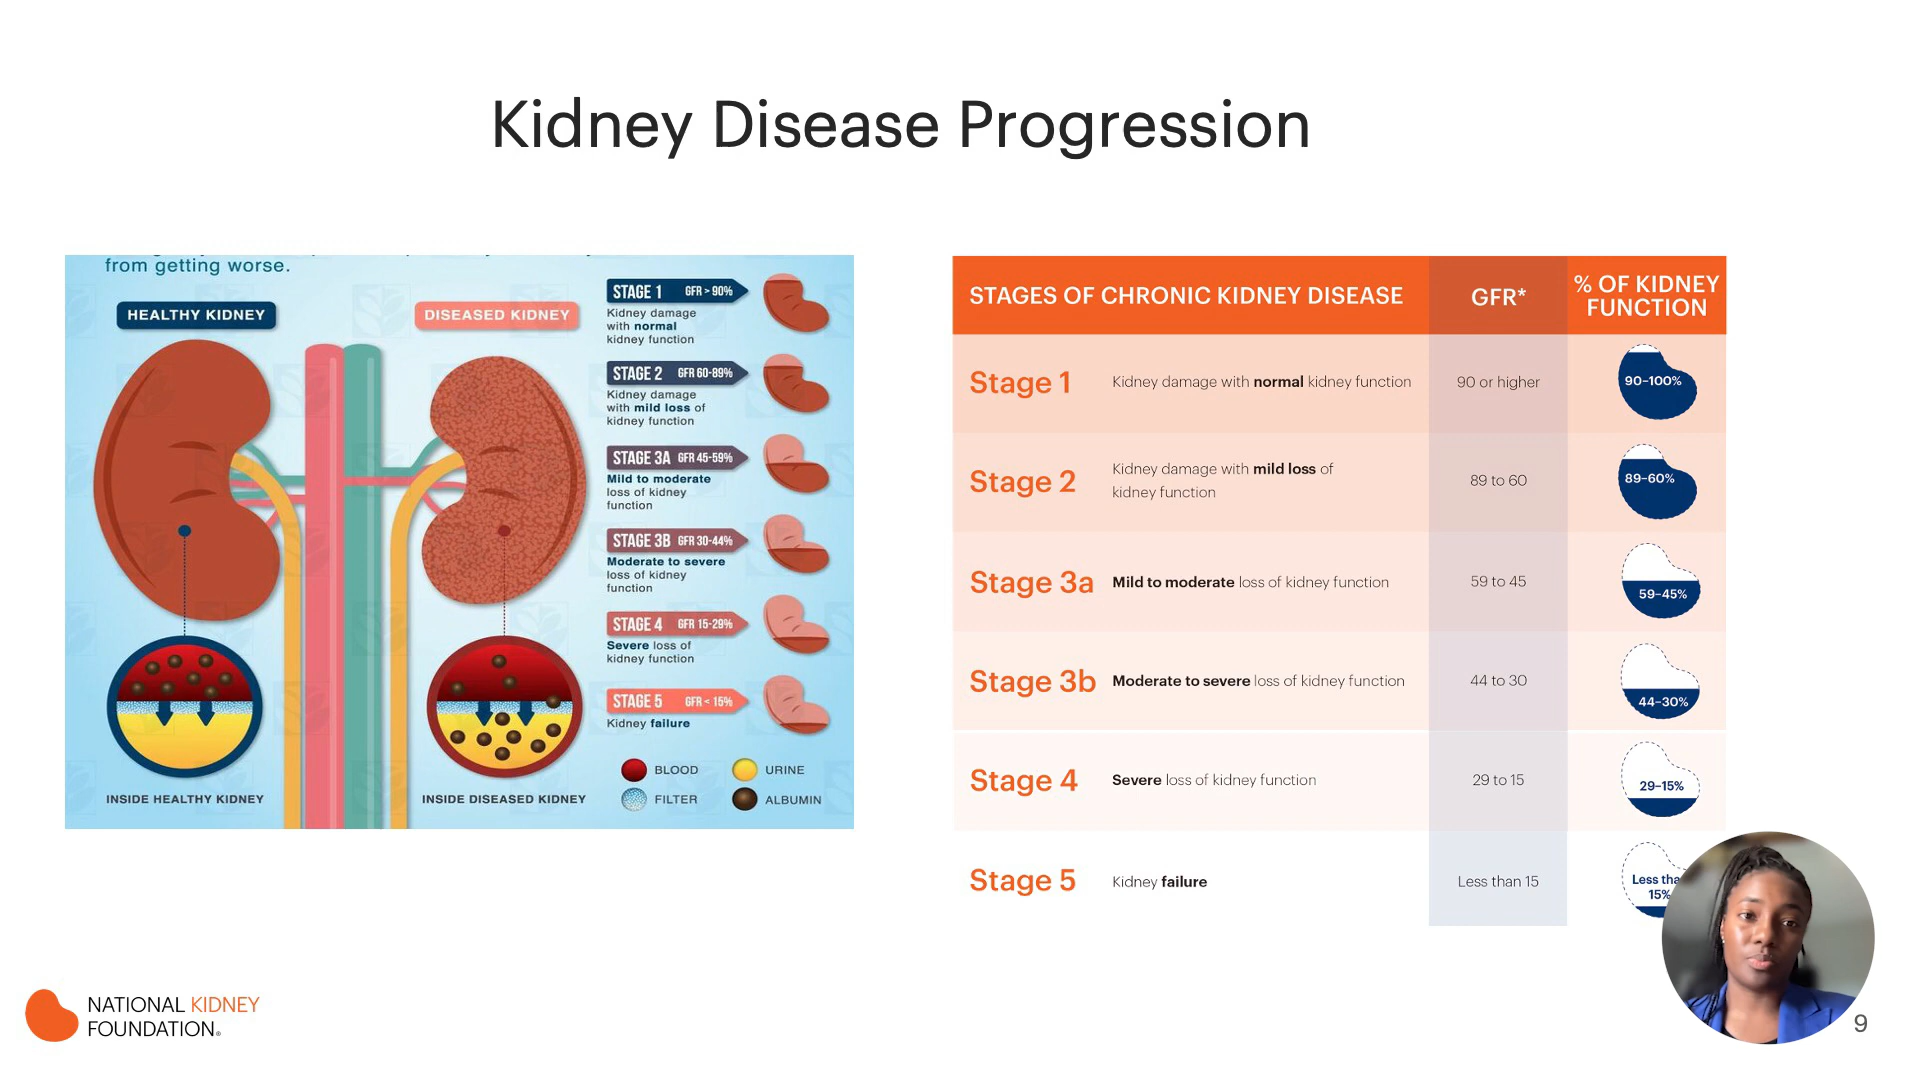 Kidney Disease Progression
from getting worse.
HEALTHY KIDNEY
DISEASED KIDNEY
INSIDE HEALTHY KIDNEY
INSIDE DISEASED KIDNEY
STAGE 1 GFR > 90%
Kidney damage
with normal
kidney function
STAGE 2 GFR 60-89%
Kidney damage
with mild loss of
kidney function
STAGE 3A GFR 45-59%
Mild to moderate
loss of kidney
function
STAGE 3B GFR 30-44%
Moderate to severe
loss of kidney
function
STAGE 4 GFR 15-29%
Severe loss of
kidney function
STAGE 5 GFR < 15%
Kidney failure
BLOOD
URINE
FILTER
ALBUMIN
STAGES OF CHRONIC KIDNEY DISEASE
GFR*
% OF KIDNEY
FUNCTION
Stage 1
Kidney damage with normal kidney function
90 or higher
90–100%
Stage 2
Kidney damage with mild loss of
kidney function
89 to 60
89–60%
Stage 3a
Mild to moderate loss of kidney function
59 to 45
59–45%
Stage 3b
Moderate to severe loss of kidney function
44 to 30
44–30%
Stage 4
Severe loss of kidney function
29 to 15
29–15%
Stage 5
Kidney failure
Less than 15
Less
15%
NATIONAL KIDNEY
FOUNDATION®
9